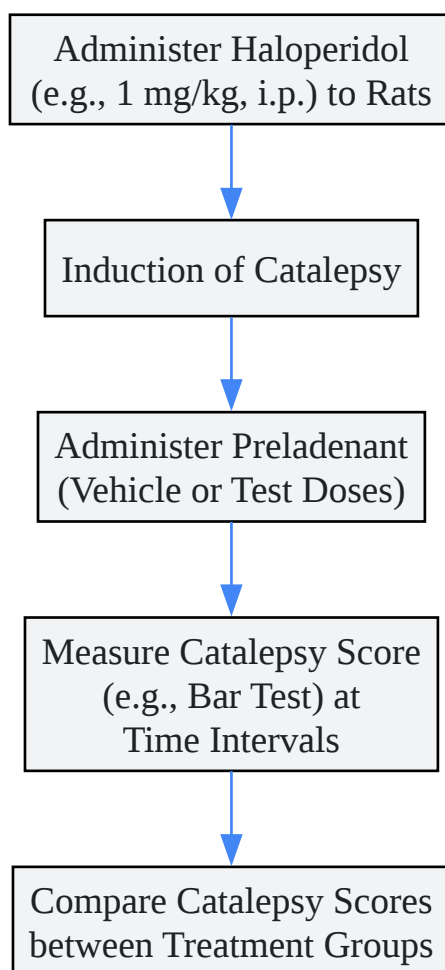 Administer Haloperidol
(e.g., 1 mg/kg, i.p.) to Rats
Induction of Catalepsy
Administer Preladenant
(Vehicle or Test Doses)
Measure Catalepsy Score
(e.g., Bar Test) at
Time Intervals
Compare Catalepsy Scores
between Treatment Groups